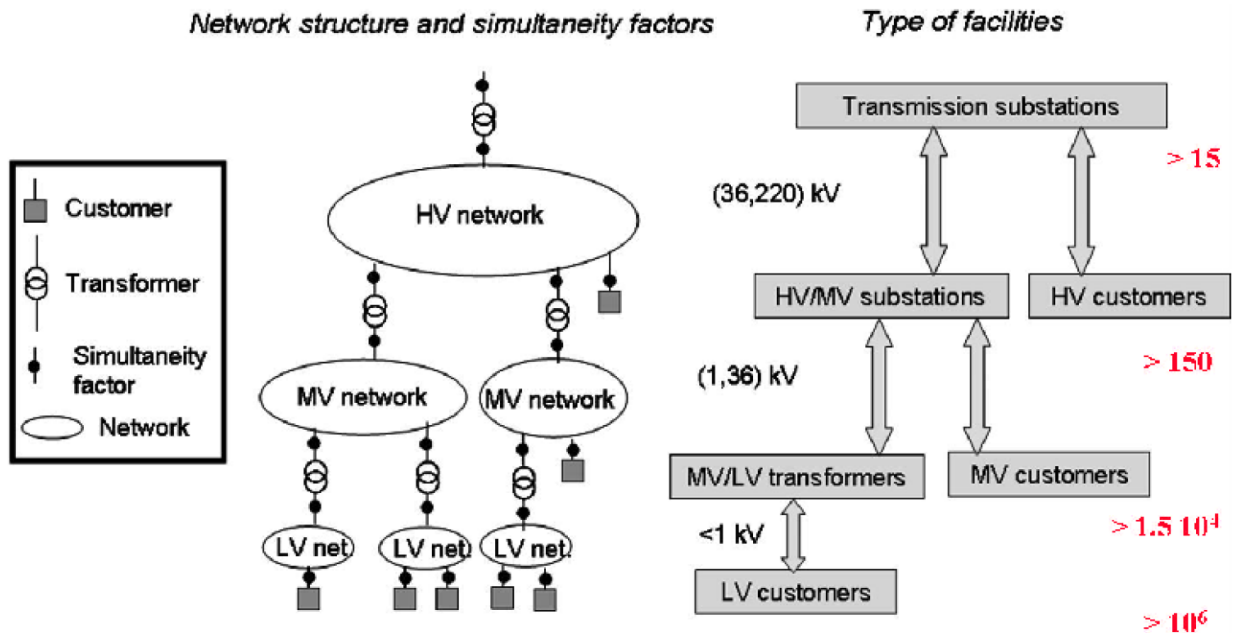 Network structure and simultaneity factors
Type of facilities
Customer
Transformer
Simultaneity
factor
Network
HV network
MV network
MV network
LV net.
LV net.
LV net.
Transmission substations
> 15
(36,220) kV
HV/MV substations
HV customers
> 150
(1,36) kV
MV/LV transformers
MV customers
> 1.5 10⁴
<1 kV
LV customers
> 10⁶